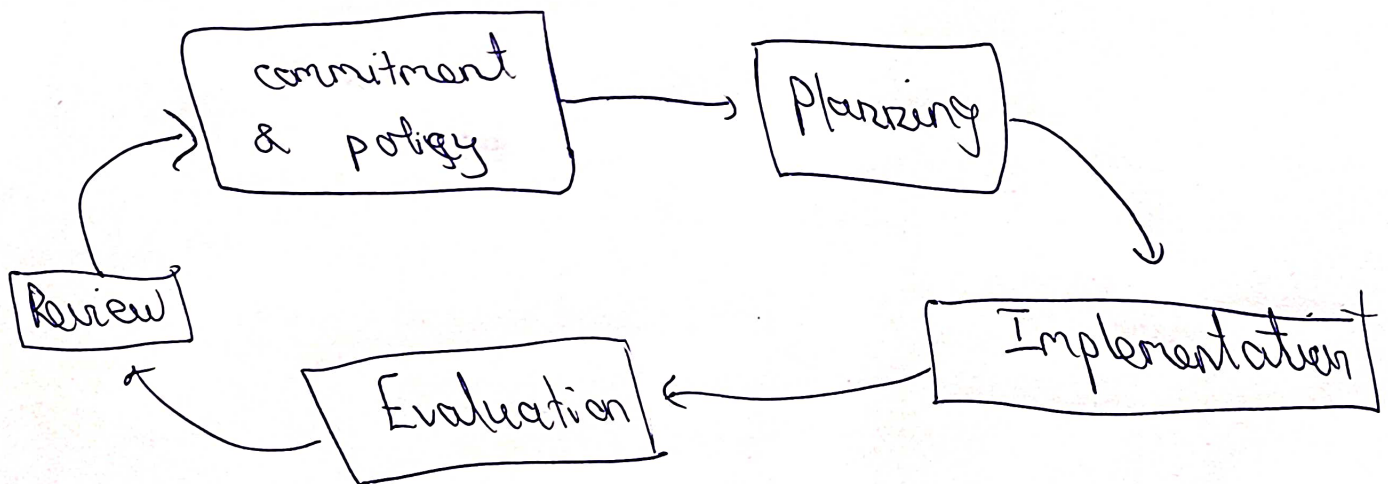 commitment
& policy
Planning
Implementation
Evaluation
Review